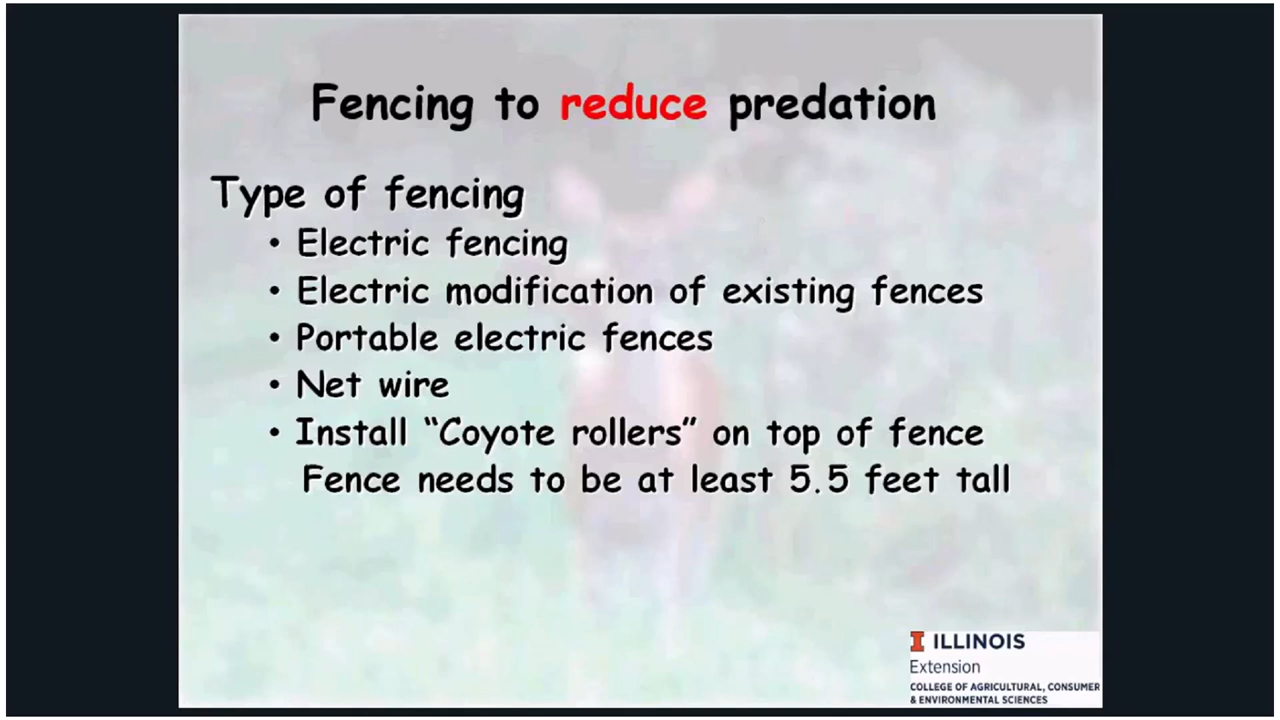 Fencing to reduce predation
Type of fencing
• Electric fencing
• Electric modification of existing fences
• Portable electric fences
• Net wire
• Install “Coyote rollers” on top of fence
Fence needs to be at least 5.5 feet tall
I ILLINOIS
Extension
COLLEGE OF AGRICULTURAL, CONSUMER
& ENVIRONMENTAL SCIENCES